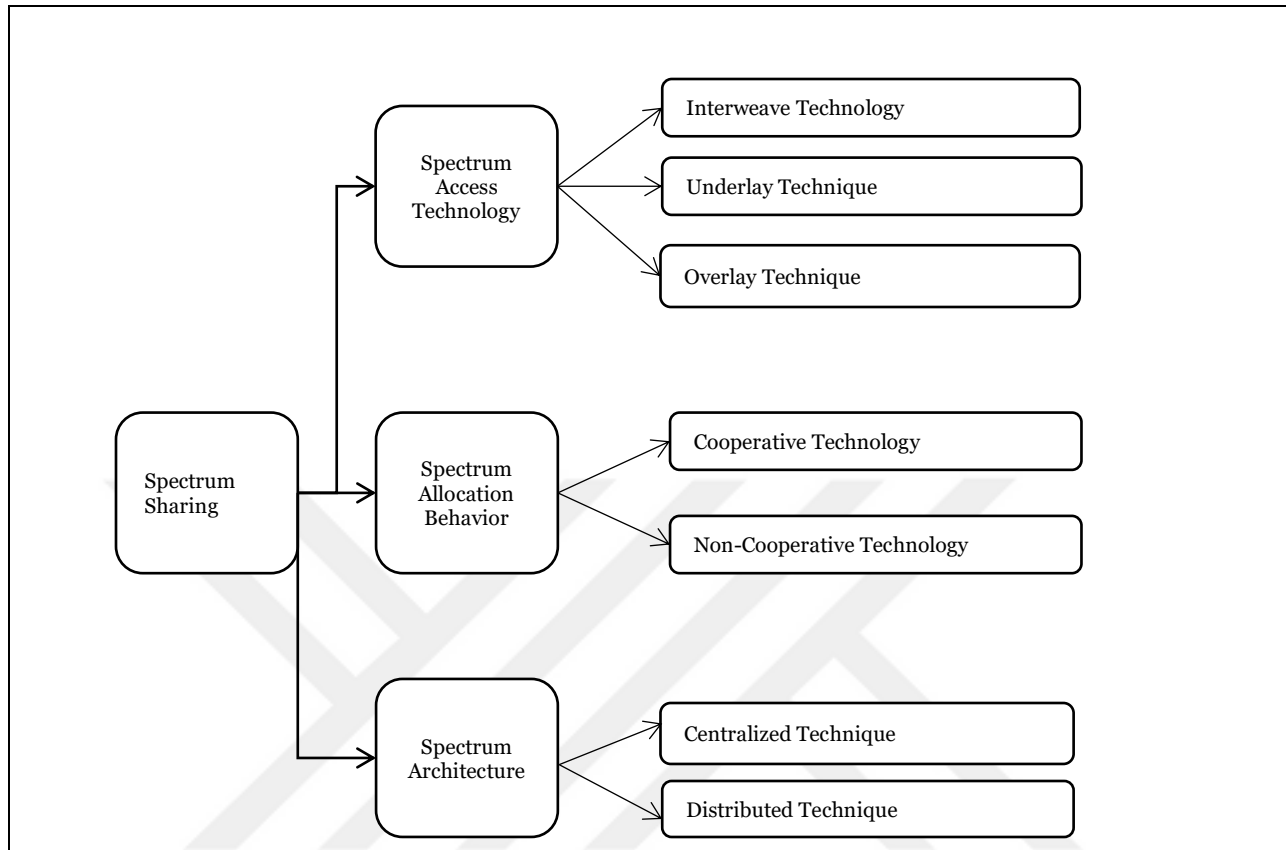 Interweave Technology
Spectrum
Access
Technology
Underlay Technique
Overlay Technique
Spectrum
Sharing
Spectrum
Allocation
Behavior
Cooperative Technology
Non-Cooperative Technology
Spectrum
Architecture
Centralized Technique
Distributed Technique